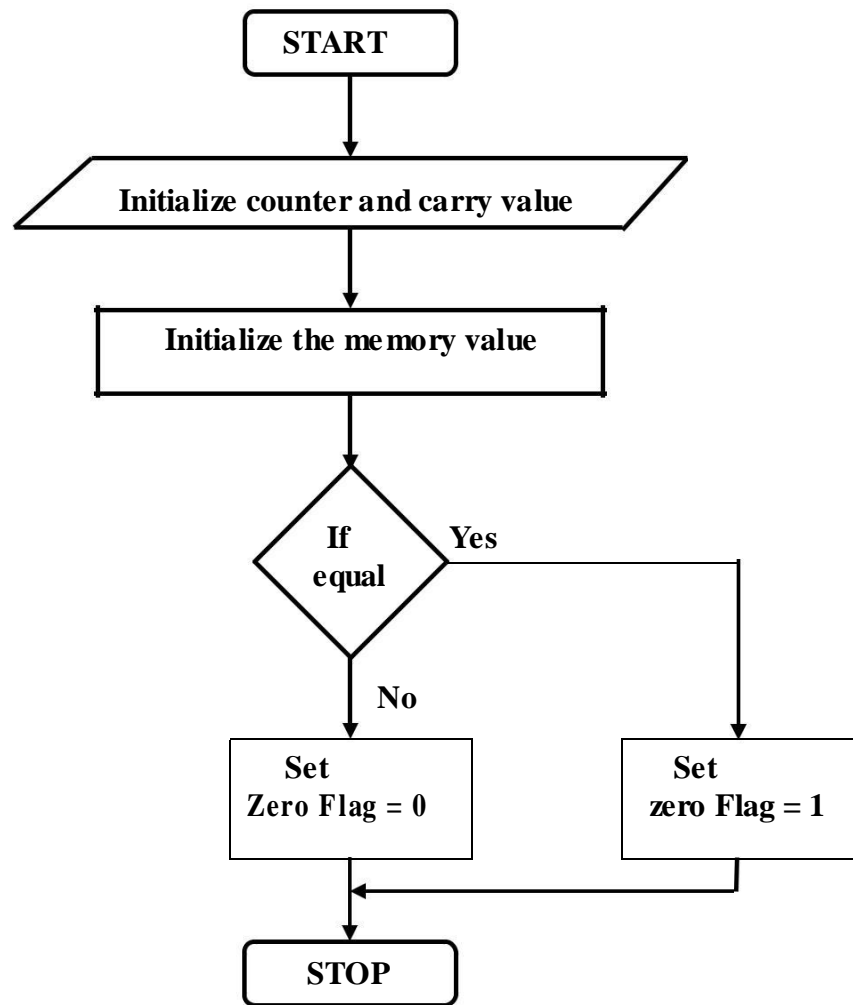 START
Initialize counter and carry value
Initialize the memory value
If
equal
Yes
No
Set
Zero Flag = 0
Set
zero Flag = 1
STOP